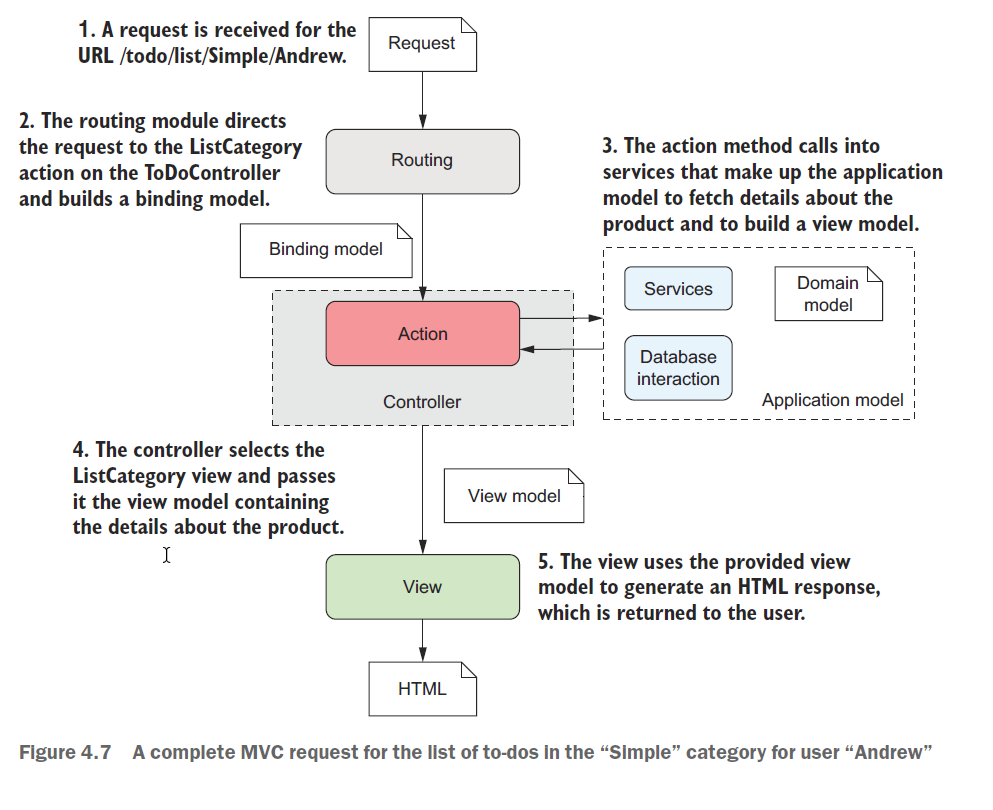 1. A request is received for the
URL /todo/list/Simple/Andrew.
Request
2. The routing module directs
the request to the ListCategory
action on the ToDoController
and builds a binding model.
Routing
3. The action method calls into
services that make up the application
model to fetch details about the
product and to build a view model.
Binding model
Services
Domain
model
Action
Database
interaction
Controller
Application model
4. The controller selects the
ListCategory view and passes
it the view model containing
the details about the product.
View model
5. The view uses the provided view
model to generate an HTML response,
which is returned to the user.
View
HTML
Figure 4.7 A complete MVC request for the list of to-dos in the “Simple” category for user “Andrew”